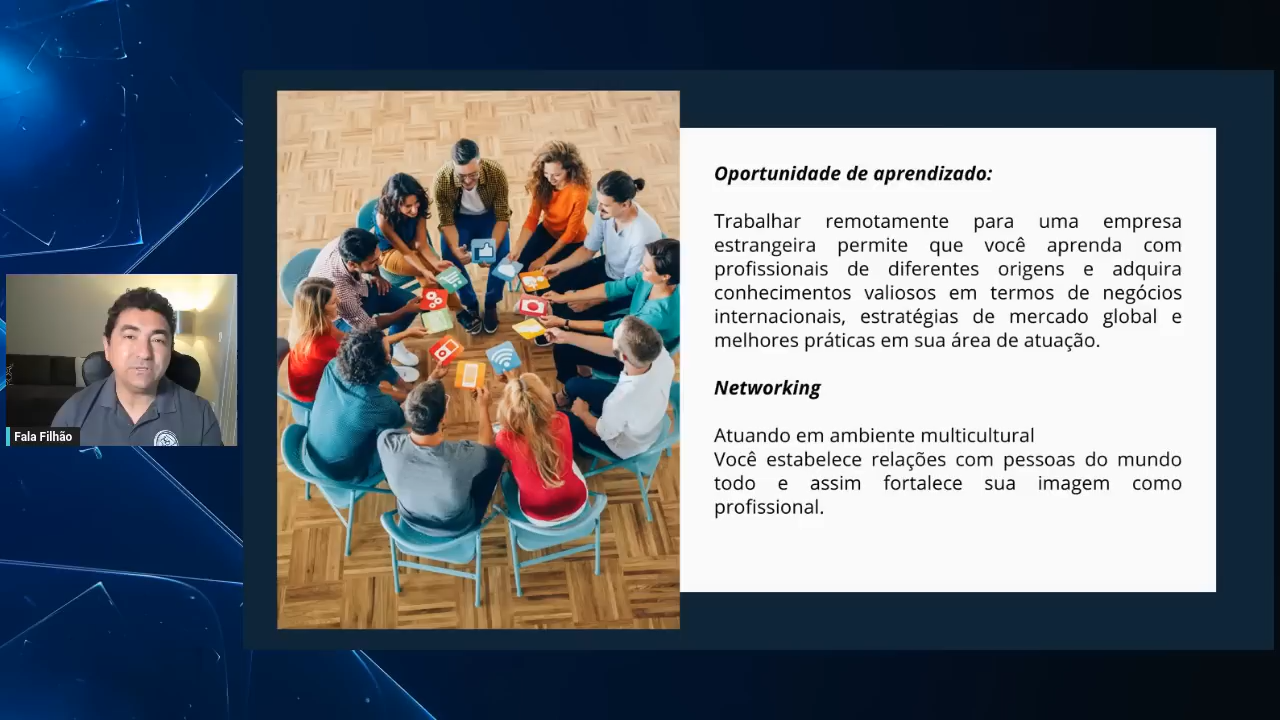 Oportunidade de aprendizado:
Trabalhar remotamente para uma empresa
estrangeira permite que você aprenda com
profissionais de diferentes origens e adquira
conhecimentos valiosos em termos de negócios
internacionais, estratégias de mercado global e
melhores práticas em sua área de atuação.
Networking
Atuando em ambiente multicultural
Você estabelece relações com pessoas do mundo
todo e assim fortalece sua imagem como
profissional.
Fala Filhão